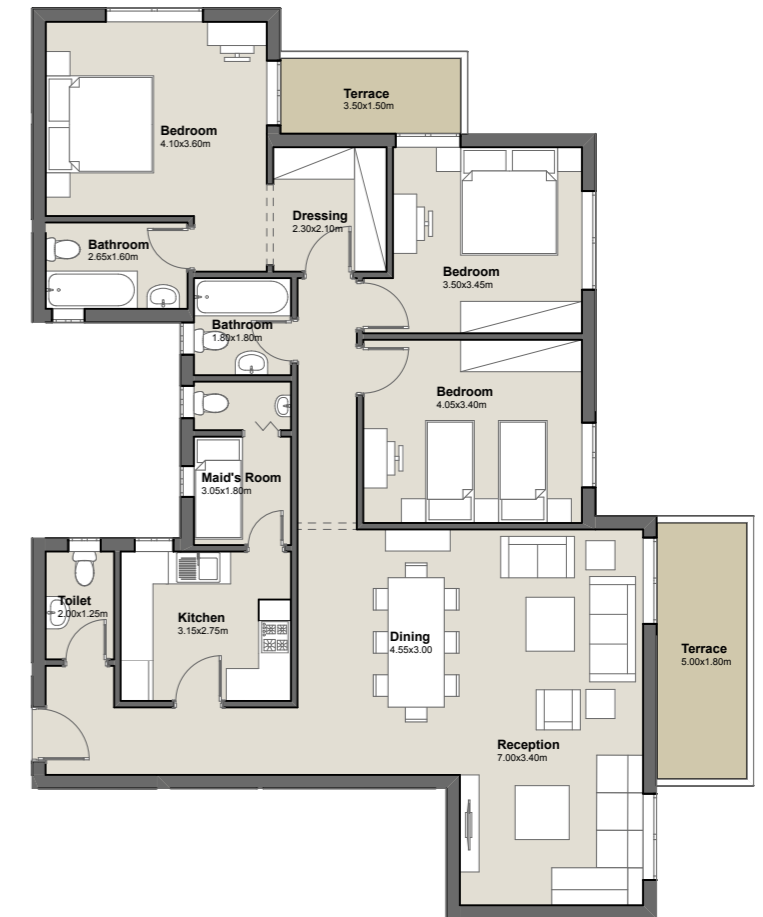 Terrace
3.50x1.50m
Bedroom
4.10x3.60m
Dressing
2.30x2.10m
Bathroom
2.65x1.60m
Bedroom
3.50x3.45m
Bathroom
1.80x1.80m
Bedroom
4.05x3.40m
Maid's Room
3.05x1.80m
Toilet
2.00x1.25m
Kitchen
3.15x2.75m
Dining
4.55x3.00
Terrace
5.00x1.80m
Reception
7.00x3.40m